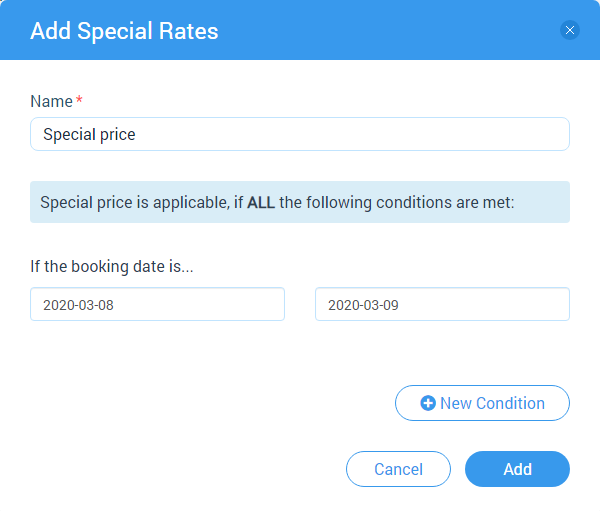 Add Special Rates
Name *
Special price
Special price is applicable, if ALL the following conditions are met:
If the booking date is...
2020-03-08 2020-03-09
New Condition
Cancel Add